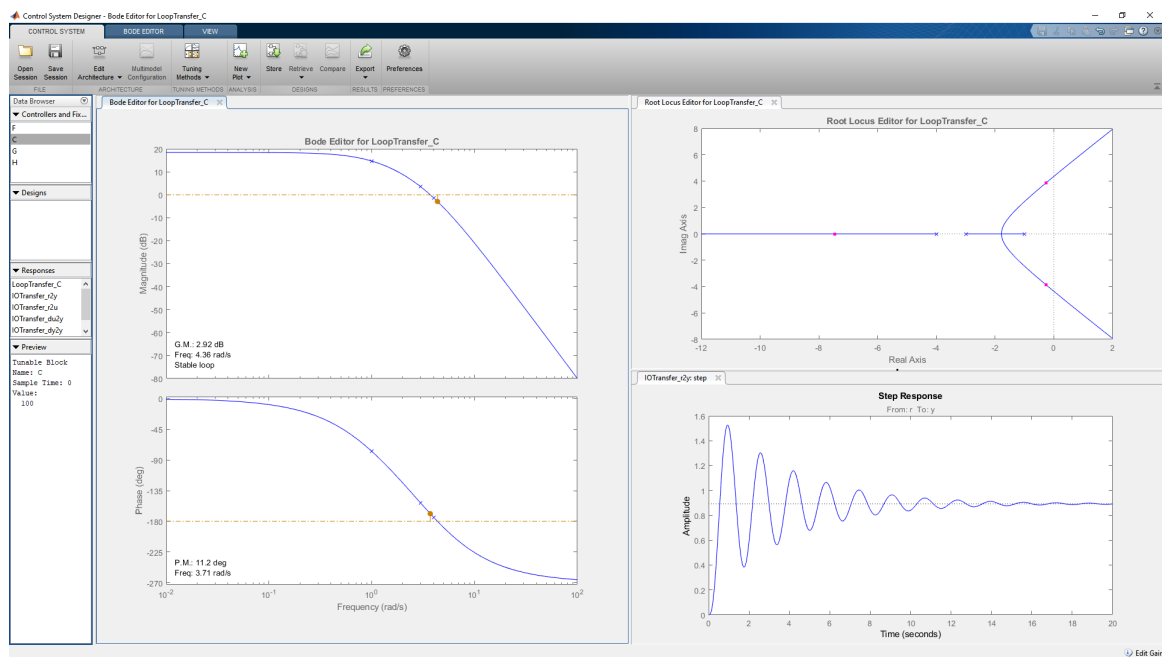 Control System Designer - Bode Editor for LoopTransfer_C
CONTROL SYSTEM BODE EDITOR VIEW
Open Session
Save Session
Edit Architecture
Multimodel Configuration
Tuning Methods
New Plot
Store
Retrieve
Compare
Export
Preferences
FILE ARCHITECTURE TUNING METHODS ANALYSIS DESIGNS RESULTS PREFERENCES
Data Browser
Controllers and Fix...
F
C
G
H
Designs
Responses
LoopTransfer_C
IOTransfer_r2y
IOTransfer_r2u
IOTransfer_du2y
IOTransfer_dy2y
Preview
Tunable Block
Name: C
Sample Time: 0
Value:
100
Bode Editor for LoopTransfer_C
Bode Editor for LoopTransfer_C
Magnitude (dB)
20
0
-10
-20
-30
-40
-50
-60
-70
-80
10
G.M.: 2.92 dB
Freq: 4.36 rad/s
Stable loop
Phase (deg)
0
-45
-90
-135
-180
-225
-270
P.M.: 11.2 deg
Freq: 3.71 rad/s
10^-2 10^-1 10^0 10^1 10^2
Frequency (rad/s)
Root Locus Editor for LoopTransfer_C
Root Locus Editor for LoopTransfer_C
Imag Axis
8
6
4
2
0
-2
-4
-6
-8
-12 -10 -8 -6 -4 -2 0 2
Real Axis
IOTransfer_r2y: step
Step Response
From: r To: y
Amplitude
1.6
1.4
1.2
1
0.8
0.6
0.4
0.2
0
0 2 4 6 8 10 12 14 16 18 20
Time (seconds)
Edit Gain